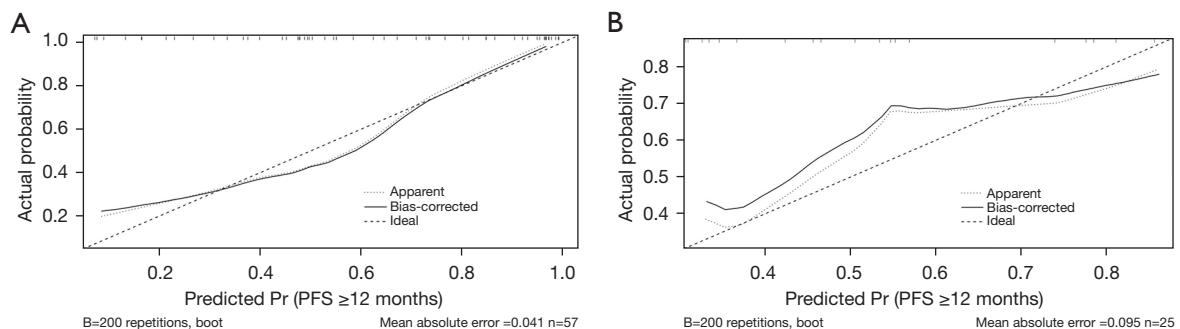 A
Actual probability
1.0
0.8
0.6
0.4
0.2
Apparent
Bias-corrected
Ideal
0.2 0.4 0.6 0.8 1.0
Predicted Pr (PFS ≥12 months)
B=200 repetitions, boot Mean absolute error =0.041 n=57
B
Actual probability
0.8
0.7
0.6
0.5
0.4
Apparent
Bias-corrected
Ideal
0.4 0.5 0.6 0.7 0.8
Predicted Pr (PFS ≥12 months)
B=200 repetitions, boot Mean absolute error =0.095 n=25